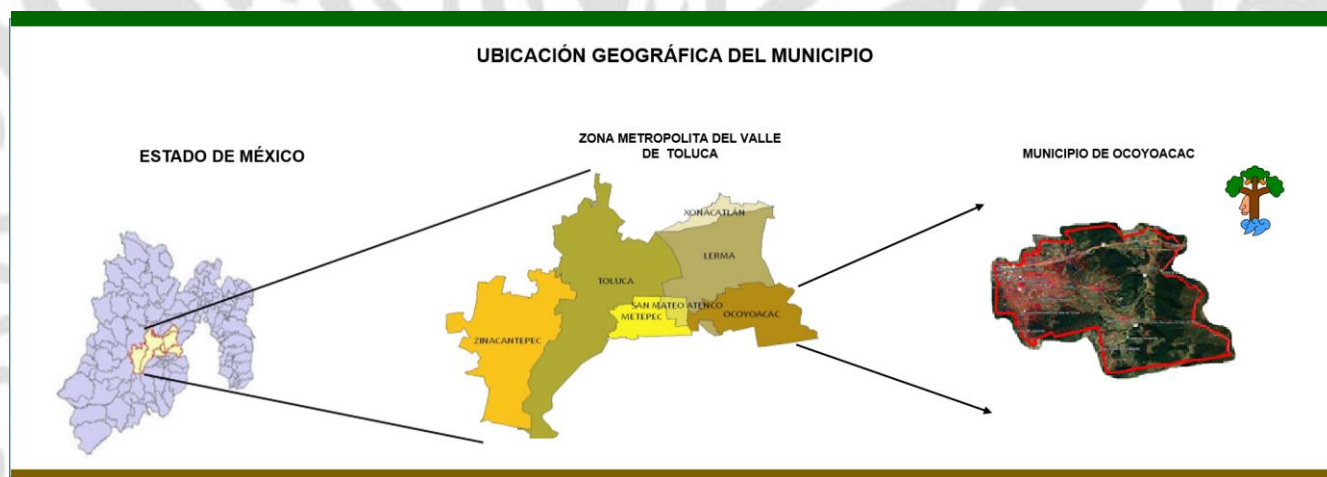 UBICACIÓN GEOGRÁFICA DEL MUNICIPIO
ESTADO DE MÉXICO
ZONA METROPOLITA DEL VALLE
DE TOLUCA
MUNICIPIO DE OCOYOACAC
XONACATLÁN
LERMA
TOLUCA
SAN MATEO ATENCO
METEPEC
OCOYOACAC
ZINACANTEPEC